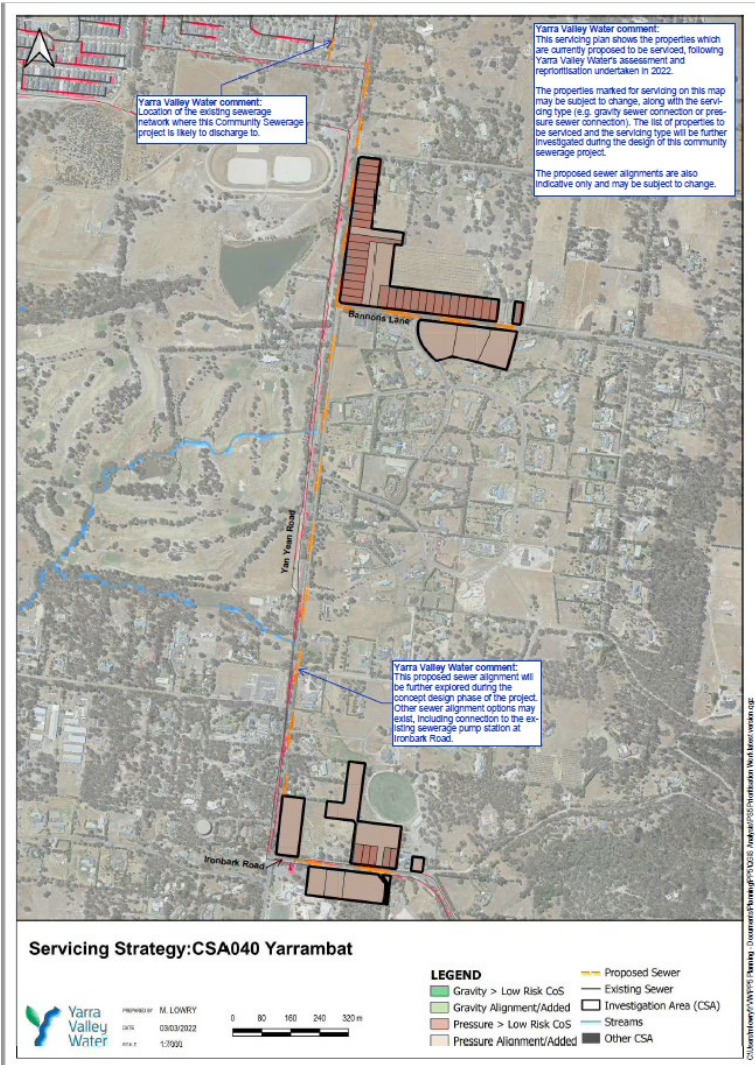 Yarra Valley Water comment:
This servicing plan shows the properties which
are currently proposed to be serviced, following
Yarra Valley Water's assessment and
reprioritisation undertaken in 2022.
The properties marked for servicing on this map
may be subject to change, along with the servi-
cing type (e.g. gravity sewer connection or pres-
sure sewer connection). The list of properties to
be serviced and the servicing type will be further
investigated during the design of this community
sewerage project.
The proposed sewer alignments are also
indicative only and may be subject to change.
Yarra Valley Water comment:
Location of the existing sewerage
network where this Community Sewerage
project is likely to discharge to.
Bannons Lane
Yan Yean Road
Yarra Valley Water comment:
This proposed sewer alignment will
be further explored during the
concept design phase of the project.
Other sewer alignment options may
exist, including connection to the ex-
isting sewerage pump station at
Ironbark Road.
Ironbark Road
Servicing Strategy:CSA040 Yarrambat
Yarra
Valley
Water
PREPARED BY M. LOWRY
DATE 03/03/2022
SCALE 1:7000
0 80 160 240 320 m
LEGEND
Gravity > Low Risk CoS
Gravity Alignment/Added
Pressure > Low Risk CoS
Pressure Alignment/Added
Proposed Sewer
Existing Sewer
Investigation Area (CSA)
Streams
Other CSA